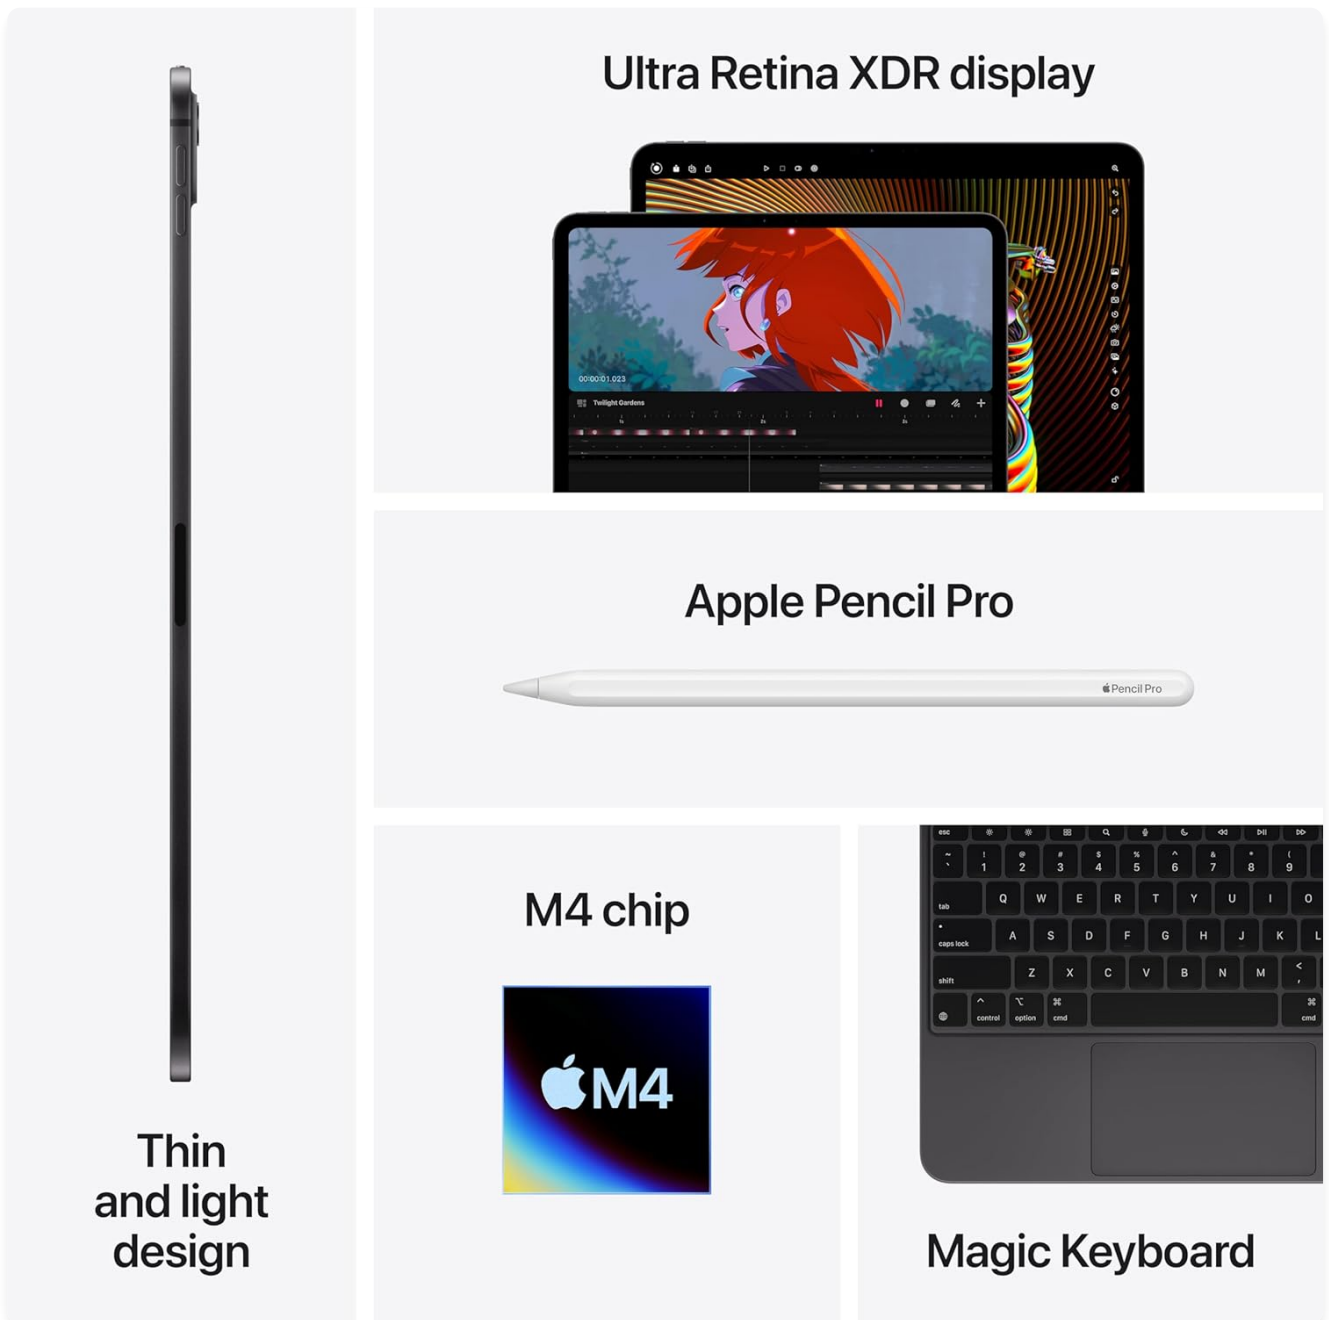 Ultra Retina XDR display
00:00:01.023
Twilight Gardens
Apple Pencil Pro
Pencil Pro
M4 chip
M4
esc
~ ! @ # $ % ^ & * (
` 1 2 3 4 5 6 7 8 9
tab Q W E R T Y U I O
caps lock A S D F G H J K L
shift Z X C V B N M < ,
control option cmd cmd
Thin
and light
design
Magic Keyboard